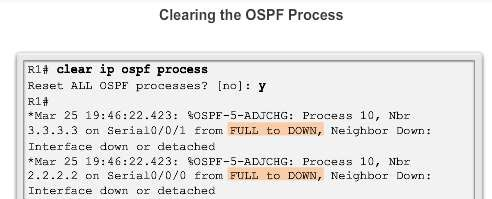 Clearing the OSPF Process
R1# clear ip ospf process
Reset ALL OSPF processes? [no]: y
R1#
*Mar 25 19:46:22.423: %OSPF-5-ADJCHG: Process 10, Nbr
3.3.3.3 on Serial0/0/1 from FULL to DOWN, Neighbor Down:
Interface down or detached
*Mar 25 19:46:22.423: %OSPF-5-ADJCHG: Process 10, Nbr
2.2.2.2 on Serial0/0/0 from FULL to DOWN, Neighbor Down:
Interface down or detached